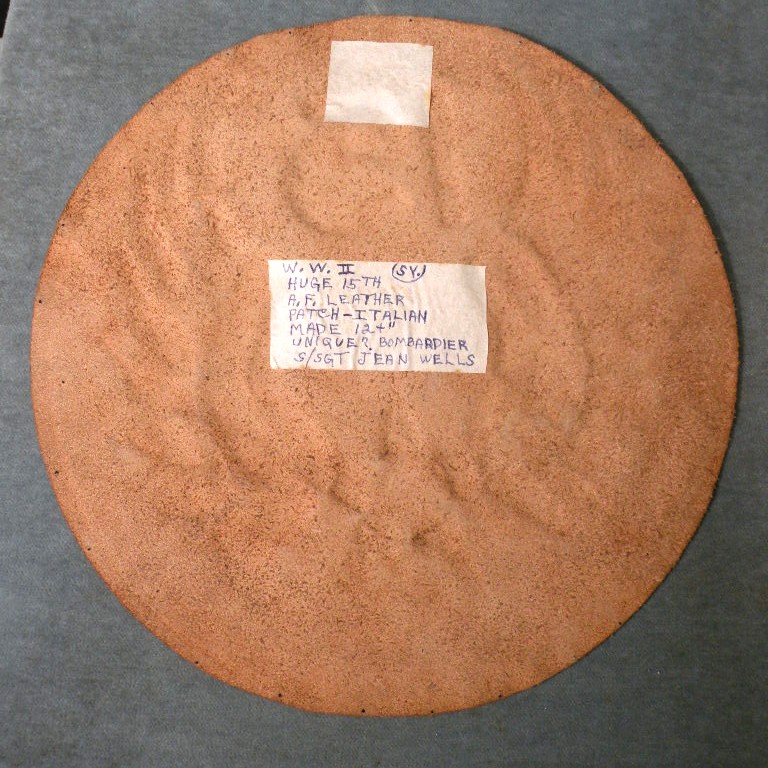 W. W. II (SY.)
HUGE 15TH
A.F. LEATHER
PATCH-ITALIAN
MADE 12+"
UNIQUE?. BOMBARDIER
S/SGT JEAN WELLS